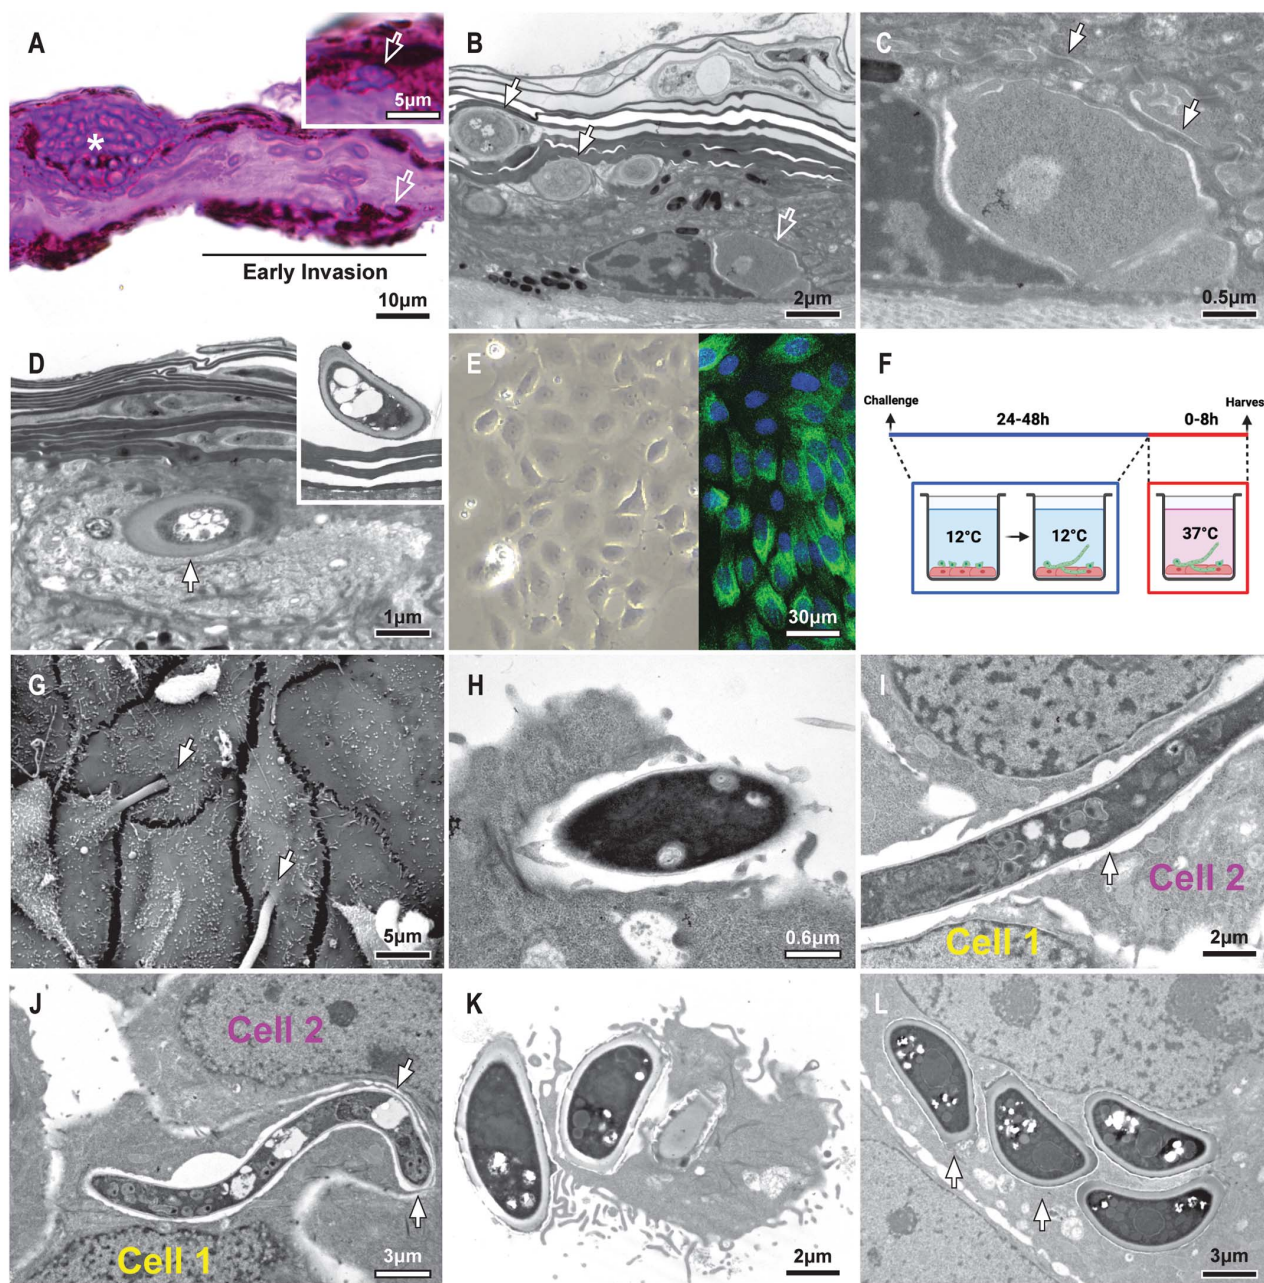 A
*
5µm
Early Invasion
10µm
B
2µm
C
0.5µm
D
1µm
E
30µm
F
Challenge
24-48h
0-8h
Harves
12°C
12°C
37°C
G
5µm
H
0.6µm
I
Cell 1
Cell 2
2µm
J
Cell 2
Cell 1
3µm
K
2µm
L
3µm